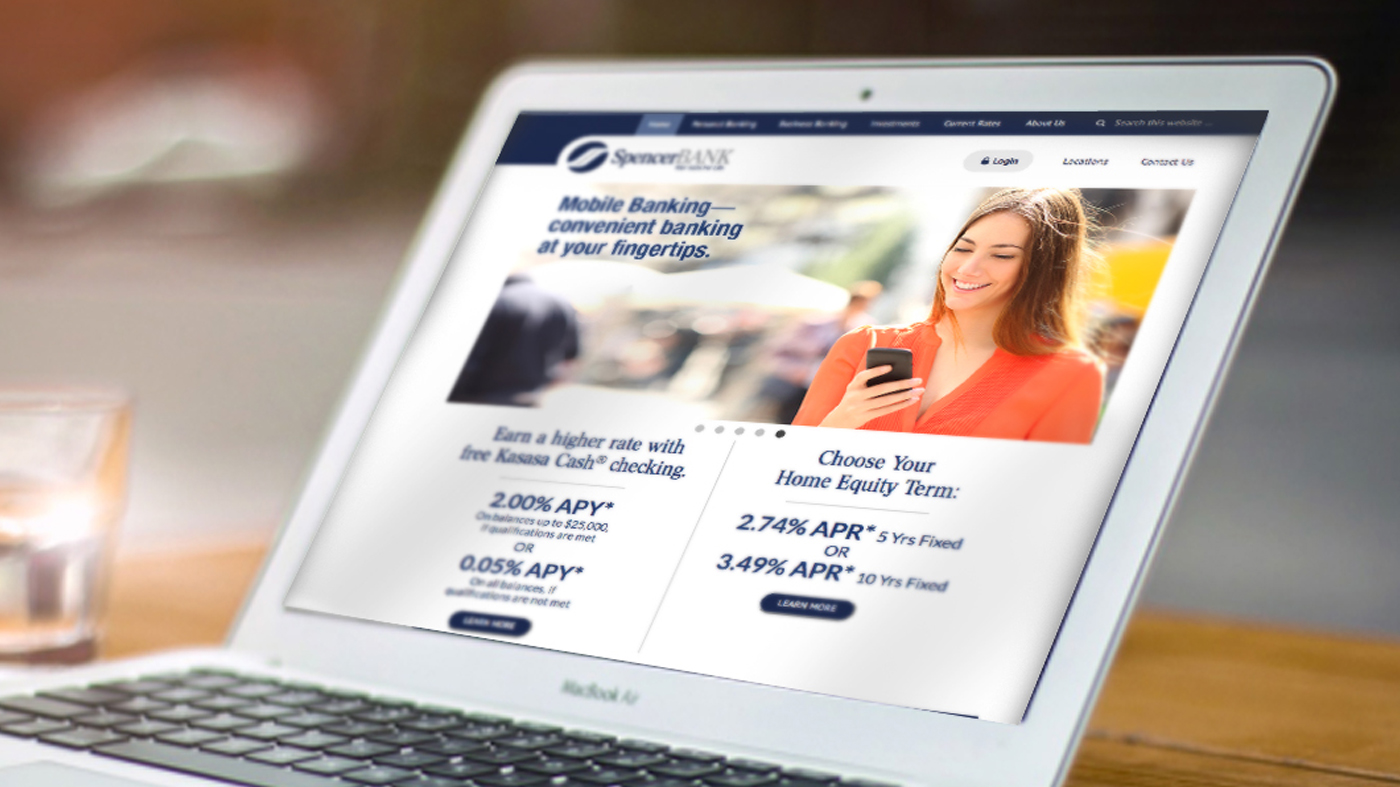 Home Personal Banking Business Banking Investments Current Rates About Us Search this website ...
SpencerBANK
Login Locations Contact Us
Mobile Banking—
convenient banking
at your fingertips.
Earn a higher rate with
free Kasasa Cash® checking.
2.00% APY*
On balances up to $25,000,
if qualifications are met
OR
0.05% APY*
On all balances, if
qualifications are not met
LEARN MORE
Choose Your
Home Equity Term:
2.74% APR* 5 Yrs Fixed
OR
3.49% APR* 10 Yrs Fixed
LEARN MORE
MacBook Air